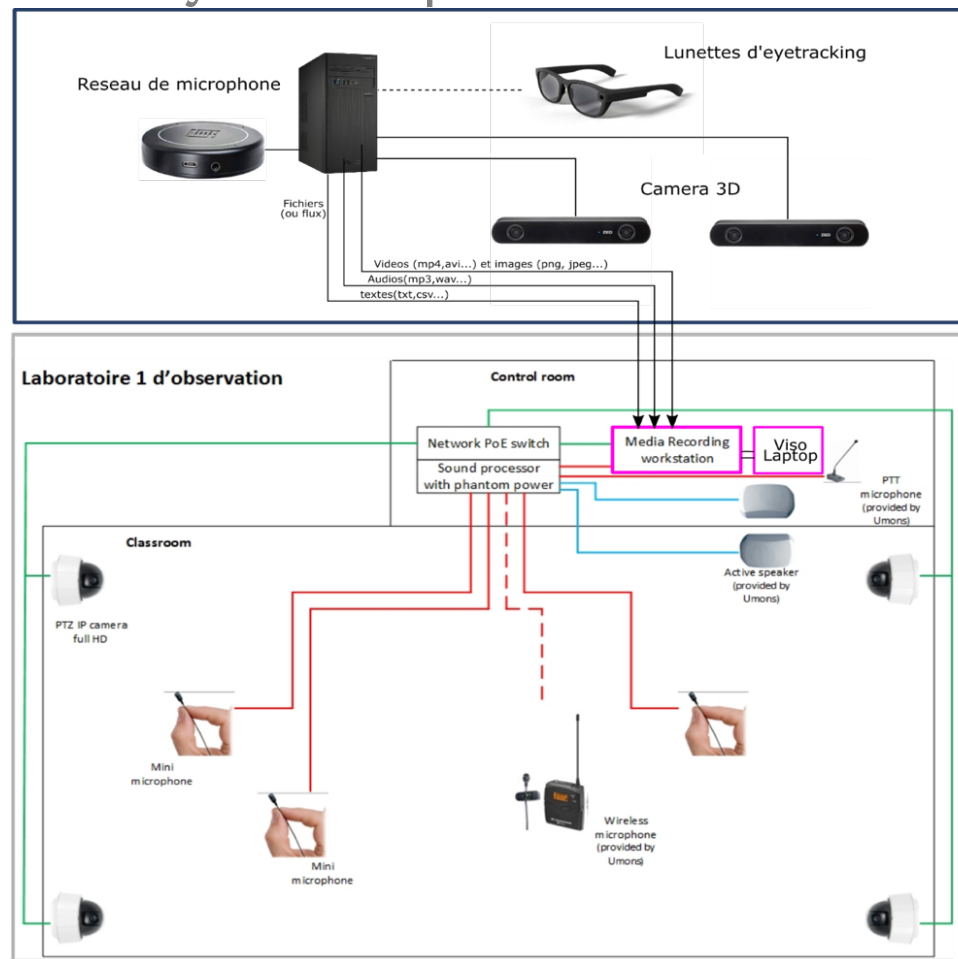 Lunettes d'eyetracking
Reseau de microphone
Camera 3D
Fichiers
(ou flux)
Videos (mp4,avi...) et images (png, jpeg...)
Audios(mp3,wav...)
textes(txt,csv...)
Laboratoire 1 d'observation
Control room
Network PoE switch
Sound processor
with phantom power
Media Recording
workstation
Viso
Laptop
PTT
microphone
(provided by
Umons)
Classroom
Active speaker
(provided by
Umons)
PTZ IP camera
full HD
Mini
microphone
Mini
microphone
Wireless
microphone
(provided by
Umons)